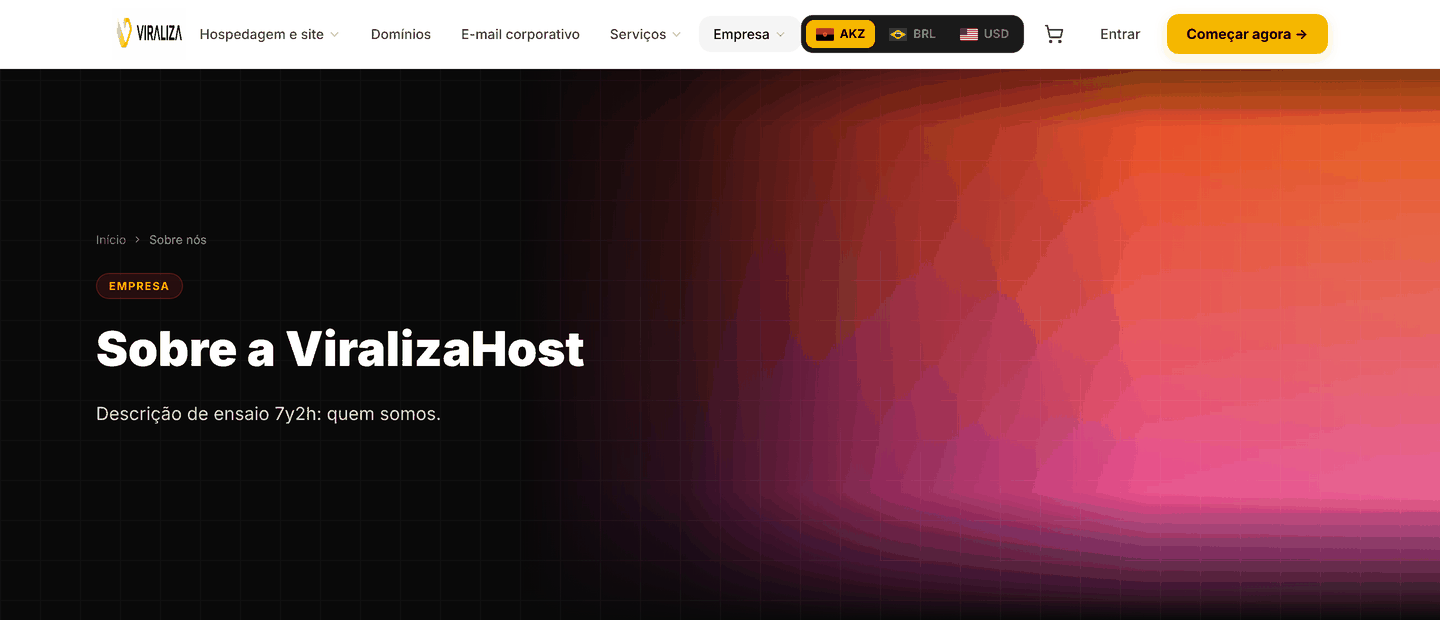 VIRALIZA Hospedagem e site Domínios E-mail corporativo Serviços Empresa AKZ BRL USD Entrar Começar agora →
Início > Sobre nós
EMPRESA
Sobre a ViralizaHost
Descrição de ensaio 7y2h: quem somos.